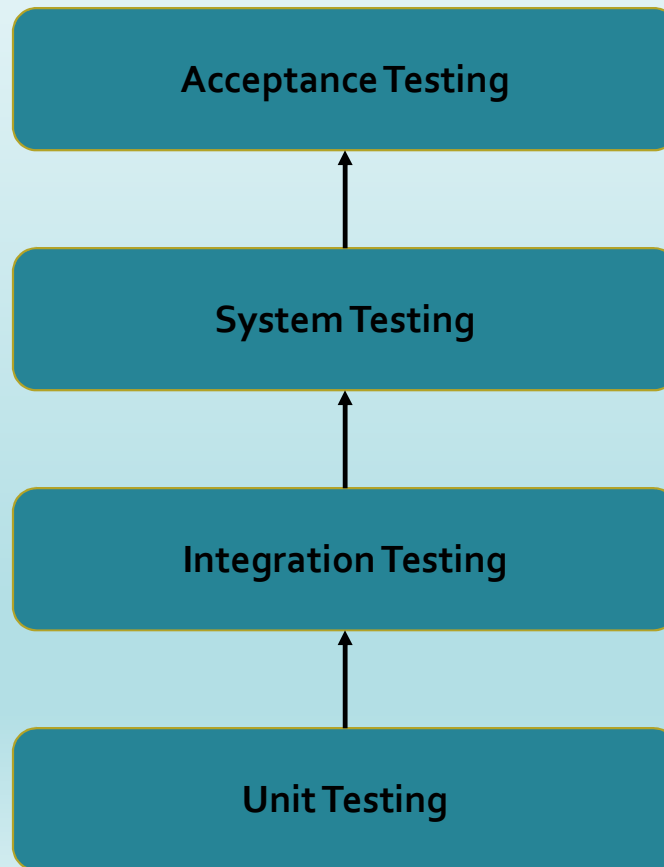 Acceptance Testing
System Testing
Integration Testing
Unit Testing